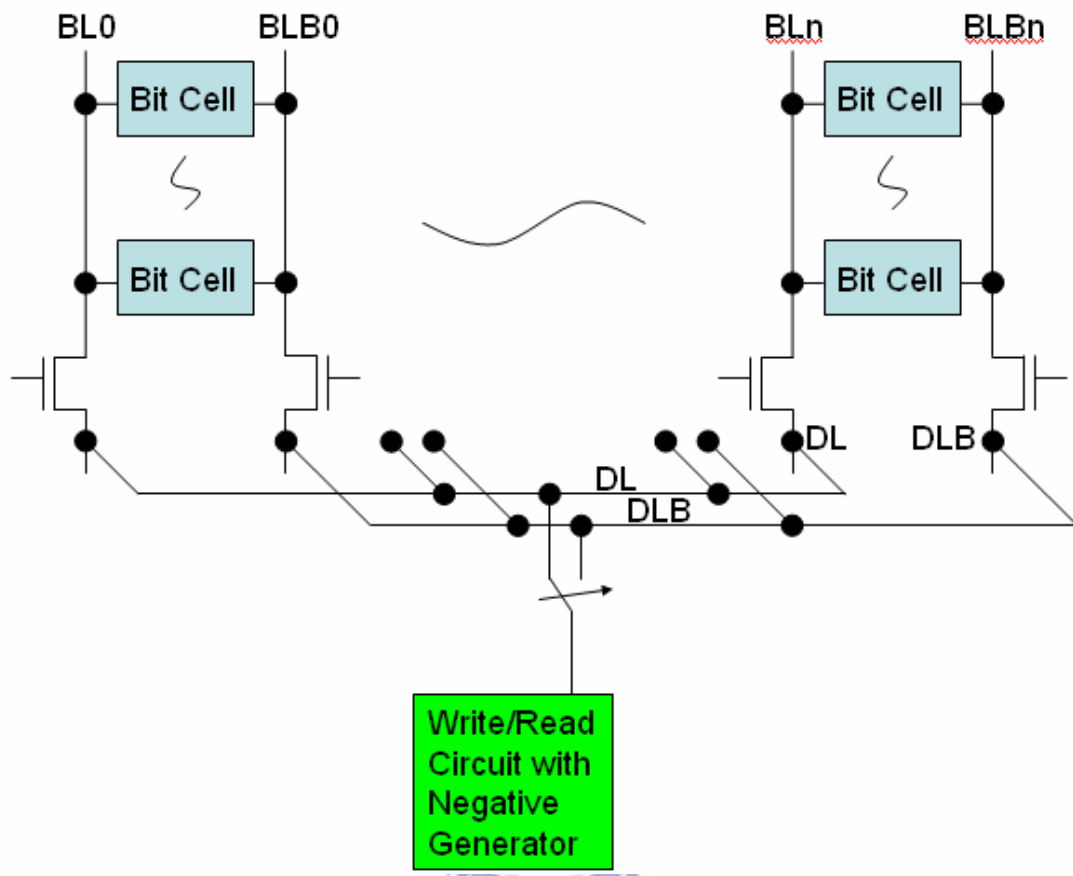 BL0
BLB0
BLn
BLBn
Bit Cell
Bit Cell
Bit Cell
Bit Cell
DL
DLB
DL
DLB
Write/Read
Circuit with
Negative
Generator